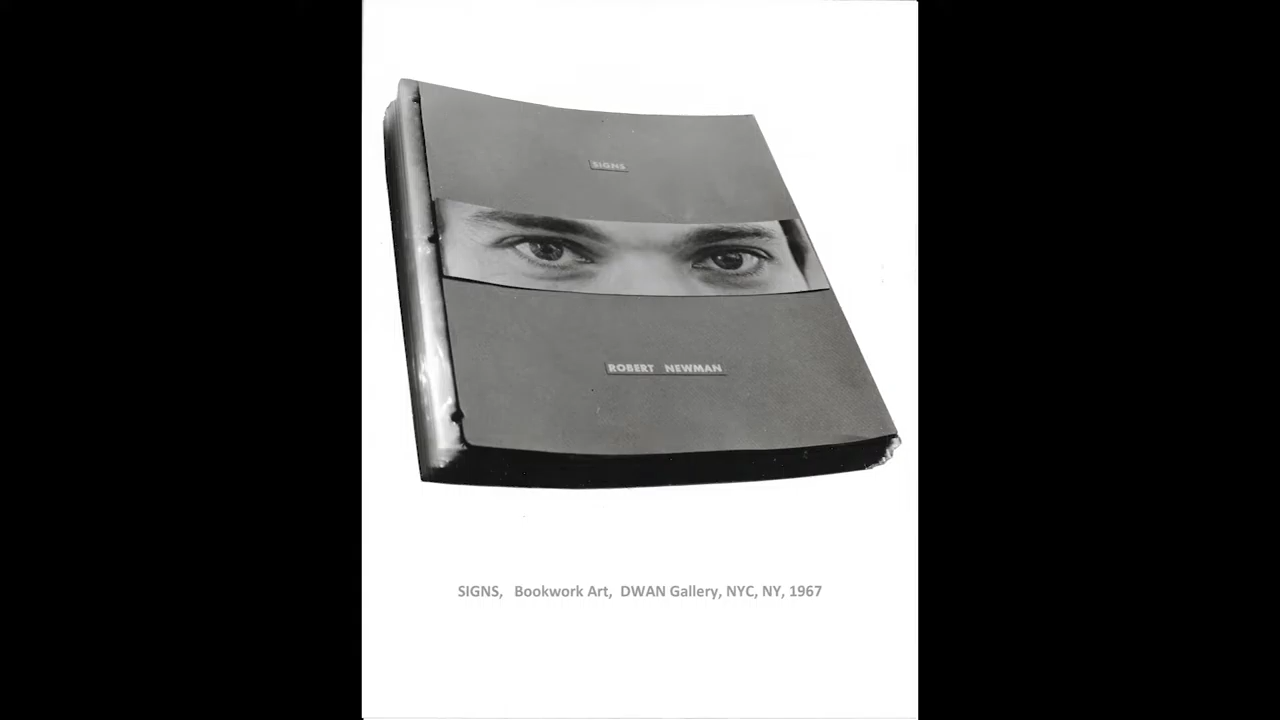 SIGNS
ROBERT NEWMAN
SIGNS, Bookwork Art, DWAN Gallery, NYC, NY, 1967